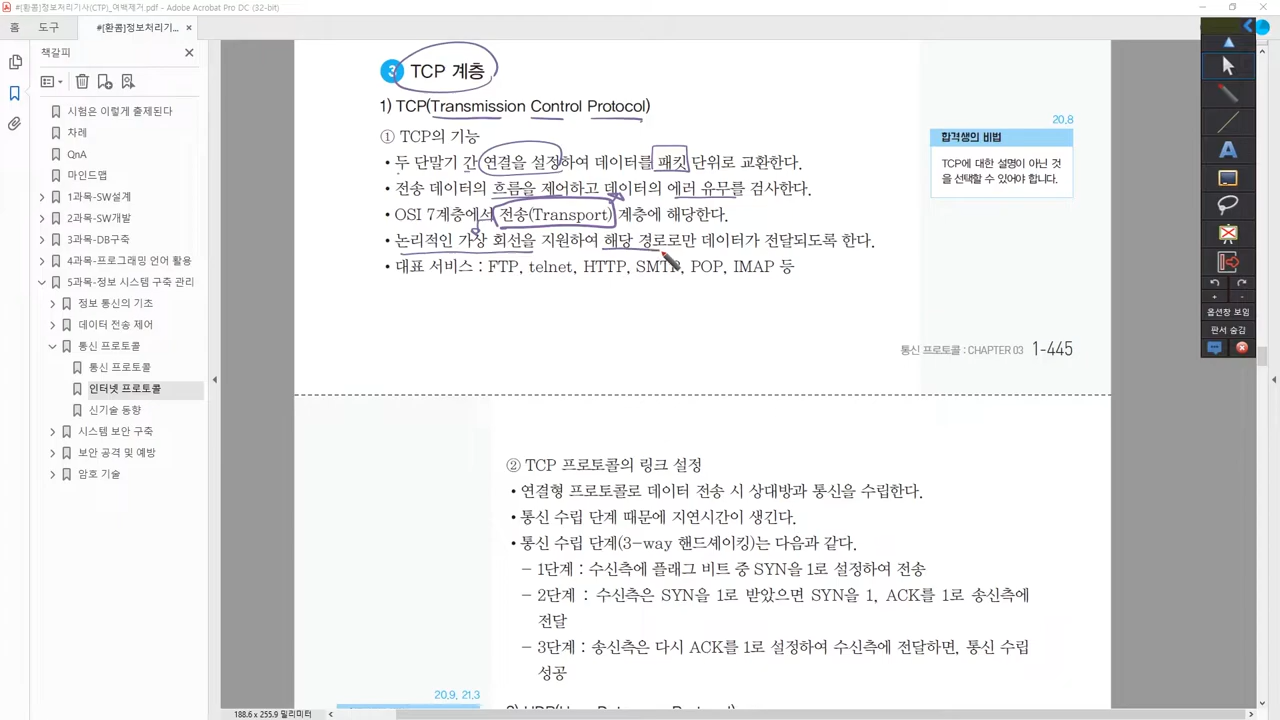 #[환콤]정보처리기사(CTP)_여백제거.pdf - Adobe Acrobat Pro DC (32-bit)
홈 도구 #[환콤]정보처리기... ×
책갈피 ×
시험은 이렇게 출제된다
차례
QnA
마인드맵
1과목-SW설계
2과목-SW개발
3과목-DB구축
4과목-프로그래밍 언어 활용
5과목-정보 시스템 구축 관리
정보 통신의 기초
데이터 전송 제어
통신 프로토콜
통신 프로토콜
인터넷 프로토콜
신기술 동향
시스템 보안 구축
보안 공격 및 예방
암호 기술
3 TCP 계층
1) TCP(Transmission Control Protocol)
① TCP의 기능
• 두 단말기 간 연결을 설정하여 데이터를 패킷 단위로 교환한다.
• 전송 데이터의 흐름을 제어하고 데이터의 에러 유무를 검사한다.
• OSI 7계층에서 전송(Transport) 계층에 해당한다.
• 논리적인 가상 회선을 지원하여 해당 경로로만 데이터가 전달되도록 한다.
• 대표 서비스 : FTP, telnet, HTTP, SMTP, POP, IMAP 등
20.8
합격생의 비법
TCP에 대한 설명이 아닌 것
을 선택할 수 있어야 합니다.
통신 프로토콜 : CHAPTER 03 1-445
② TCP 프로토콜의 링크 설정
• 연결형 프로토콜로 데이터 전송 시 상대방과 통신을 수립한다.
• 통신 수립 단계 때문에 지연시간이 생긴다.
• 통신 수립 단계(3-way 핸드셰이킹)는 다음과 같다.
- 1단계 : 수신측에 플래그 비트 중 SYN을 1로 설정하여 전송
- 2단계 : 수신측은 SYN을 1로 받았으면 SYN을 1, ACK를 1로 송신측에
전달
- 3단계 : 송신측은 다시 ACK를 1로 설정하여 수신측에 전달하면, 통신 수립
성공
20.9, 21.3
188.6 x 255.9 밀리미터
옵션창 보임
판서 숨김